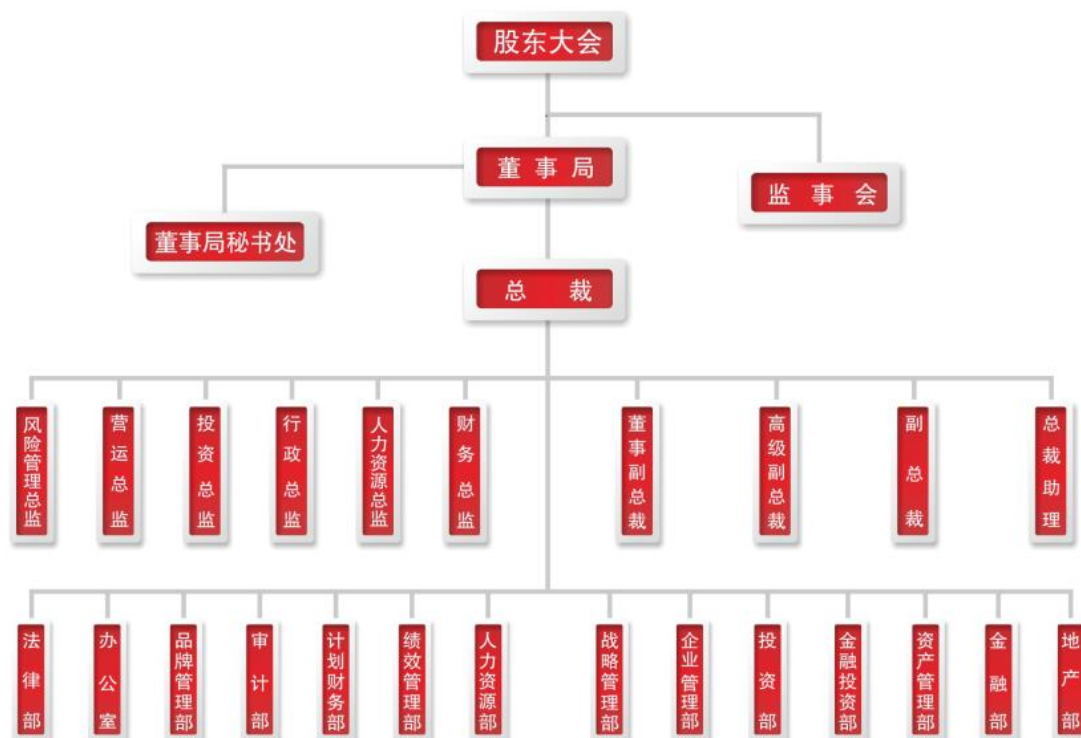 股东大会
董事局
监事会
董事局秘书处
总裁
风险管理总监
营运总监
投资总监
行政总监
人力资源总监
财务总监
董事副总裁
高级副总裁
副总裁
总裁助理
法律部
办公室
品牌管理部
审计部
计划财务部
绩效管理部
人力资源部
战略管理部
企业管理部
投资部
金融投资部
资产管理部
金融部
地产部